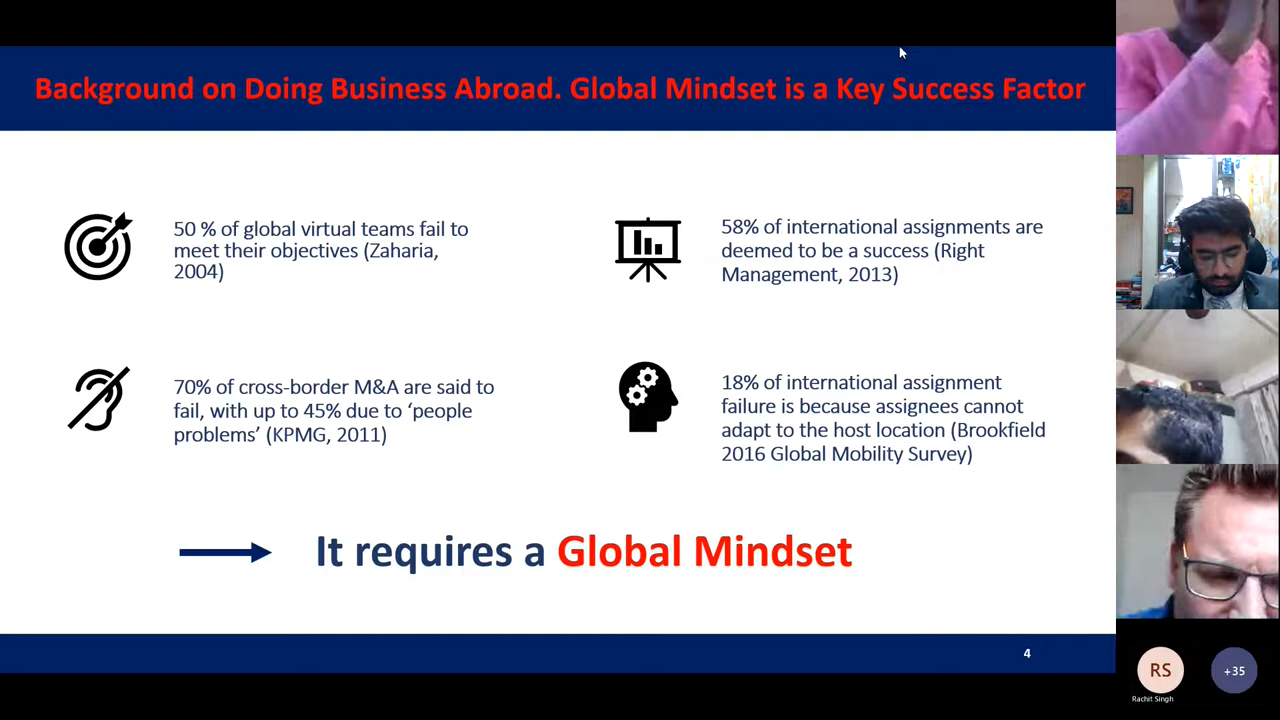 Background on Doing Business Abroad. Global Mindset is a Key Success Factor
50 % of global virtual teams fail to
meet their objectives (Zaharia,
2004)
58% of international assignments are
deemed to be a success (Right
Management, 2013)
70% of cross-border M&A are said to
fail, with up to 45% due to ‘people
problems’ (KPMG, 2011)
18% of international assignment
failure is because assignees cannot
adapt to the host location (Brookfield
2016 Global Mobility Survey)
It requires a Global Mindset
4
RS
+35
Rachit Singh